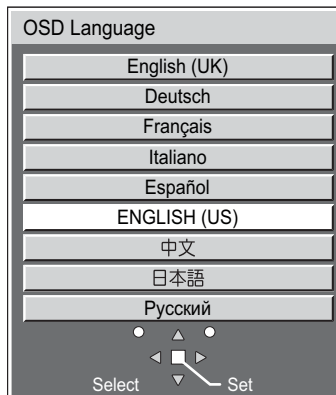 OSD Language
English (UK)
Deutsch
Français
Italiano
Español
ENGLISH (US)
中文
日本語
Русский
Select Set